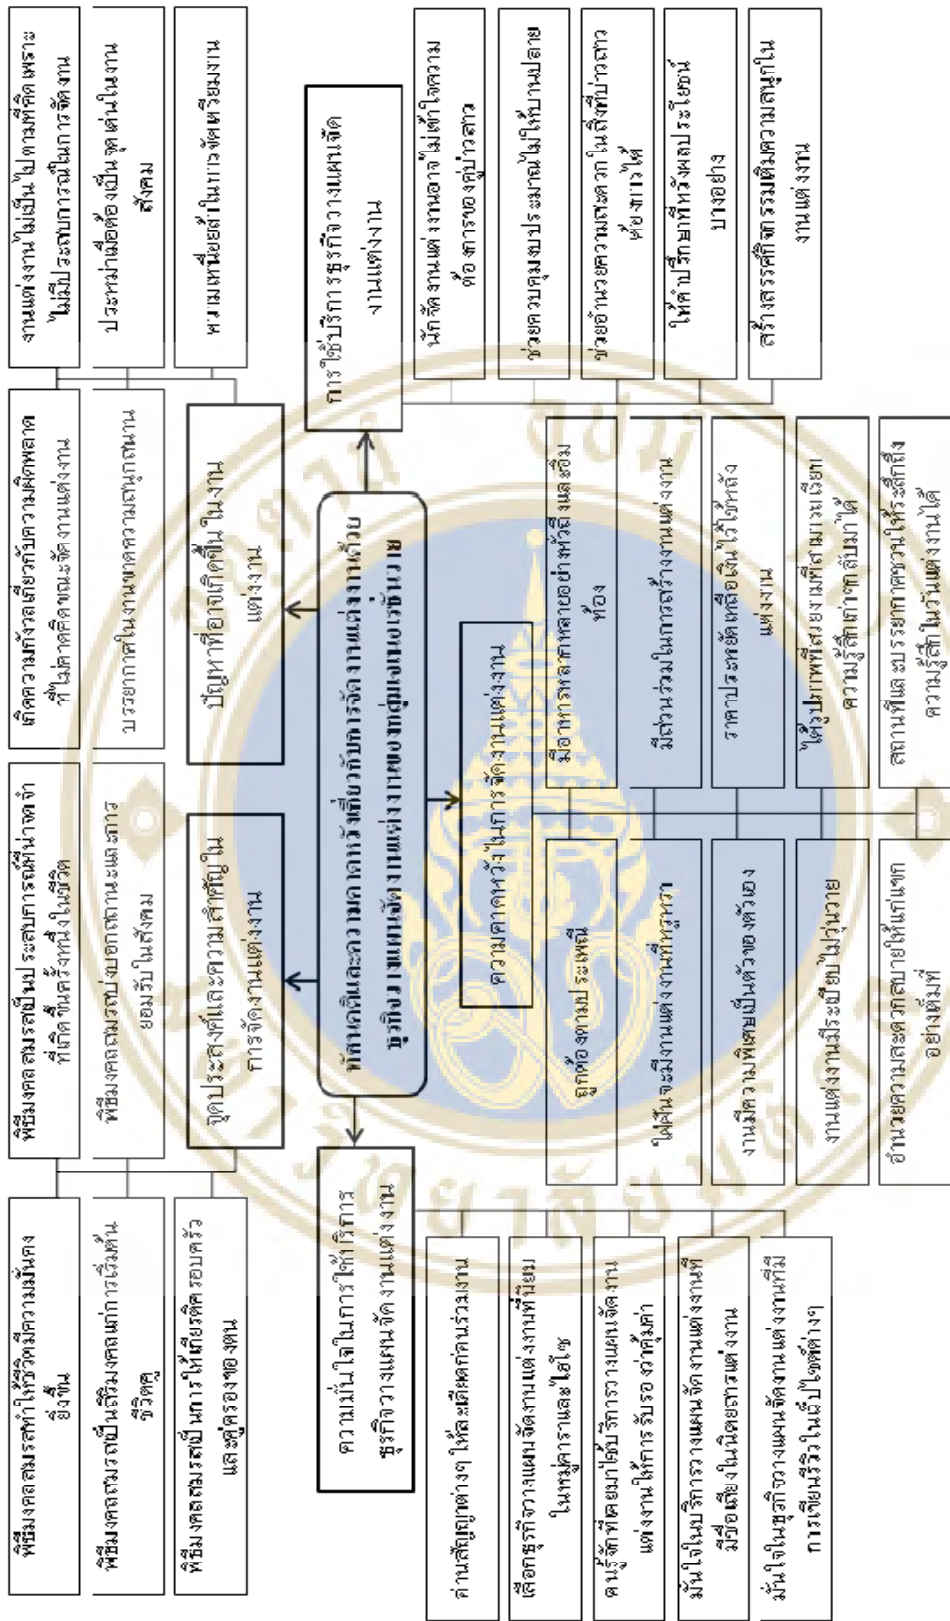 พิธีมงคลสมรสทำให้ชีวิตมีความมั่นคง
ยิ่งขึ้น
พิธีมงคลสมรสเป็นสิริมงคลแก่การเริ่มต้น
ชีวิตคู่
พิธีมงคลสมรสเป็นการให้เกียรติครอบครัว
และคู่ครองของตน
พิธีมงคลสมรสเป็นประสบการณ์ที่น่าจดจำ
ที่เกิดขึ้นครั้งหนึ่งในชีวิต
พิธีมงคลสมรสบ่งบอกสถานะและการ
ยอมรับในสังคม
จุดประสงค์และความสำคัญใน
การจัดงานแต่งงาน
เกิดความกังวลเกี่ยวกับความผิดพลาด
ที่ไม่คาดคิดขณะจัดงานแต่งงาน
บรรยากาศในงานขาดความสนุกสนาน
ปัญหาที่อาจเกิดขึ้นในงาน
แต่งงาน
งานแต่งงานไม่เป็นไปตามที่คิดเพราะ
ไม่มีประสบการณ์ในการจัดงาน
ประหม่าเมื่อต้องเป็นจุดเด่นในงาน
สังคม
ความเหนื่อยล้าในการจัดเตรียมงาน
ทัศนคติและความคาดหวังเกี่ยวกับการจัดงานแต่งงานด้วย
ธุรกิจวางแผนจัดงานแต่งงานของกลุ่มเจเนอเรชั่นวาย
ความมั่นใจในการใช้บริการ
ธุรกิจวางแผนจัดงานแต่งงาน
อ่านสัญญาต่างๆ ให้ละเอียดก่อนร่วมงาน
เลือกธุรกิจวางแผนจัดงานแต่งงานที่นิยม
ในหมู่ดาราและไฮโซ
คนรู้จักที่เคยมาใช้บริการวางแผนจัดงาน
แต่งงานให้การรับรองว่าคุ้มค่า
มั่นใจในบริการวางแผนจัดงานแต่งงานที่
มีชื่อเสียงในนิตยสารแต่งงาน
มั่นใจในธุรกิจวางแผนจัดงานแต่งงานที่มี
การเขียนรีวิวในเว็บไซต์ต่างๆ
ความคาดหวังในการจัดงานแต่งงาน
ถูกต้องตามประเพณี
ใฝ่ฝันจะมีงานแต่งงานที่หรูหรา
งานมีความพิเศษเป็นตัวของตัวเอง
งานแต่งงานมีระเบียบไม่วุ่นวาย
อำนวยความสะดวกสบายให้แก่แขก
อย่างเต็มที่
มีอาหารหลากหลายอย่างทั่วถึงและอิ่ม
ท้อง
มีส่วนร่วมในการสร้างงานแต่งงาน
ราคาประหยัดเหลือเงินไว้ใช้หลัง
แต่งงาน
ได้รูปภาพที่สวยงามที่สามารถเรียก
ความรู้สึกเก่าๆกลับมาได้
สถานที่และบรรยากาศชวนให้ระลึกถึง
ความรู้สึกในวันแต่งงานได้
การใช้บริการธุรกิจวางแผนจัด
งานแต่งงาน
นักจัดงานแต่งงานอาจไม่เข้าใจความ
ต้องการของคู่บ่าวสาว
ช่วยควบคุมงบประมาณไม่ให้บานปลาย
ช่วยอำนวยความสะดวกในสิ่งที่บ่าวสาว
ต้องการได้
ให้คำปรึกษาที่หวังผลประโยชน์
บางอย่าง
สร้างสรรค์กิจกรรมเติมความสนุกใน
งานแต่งงาน